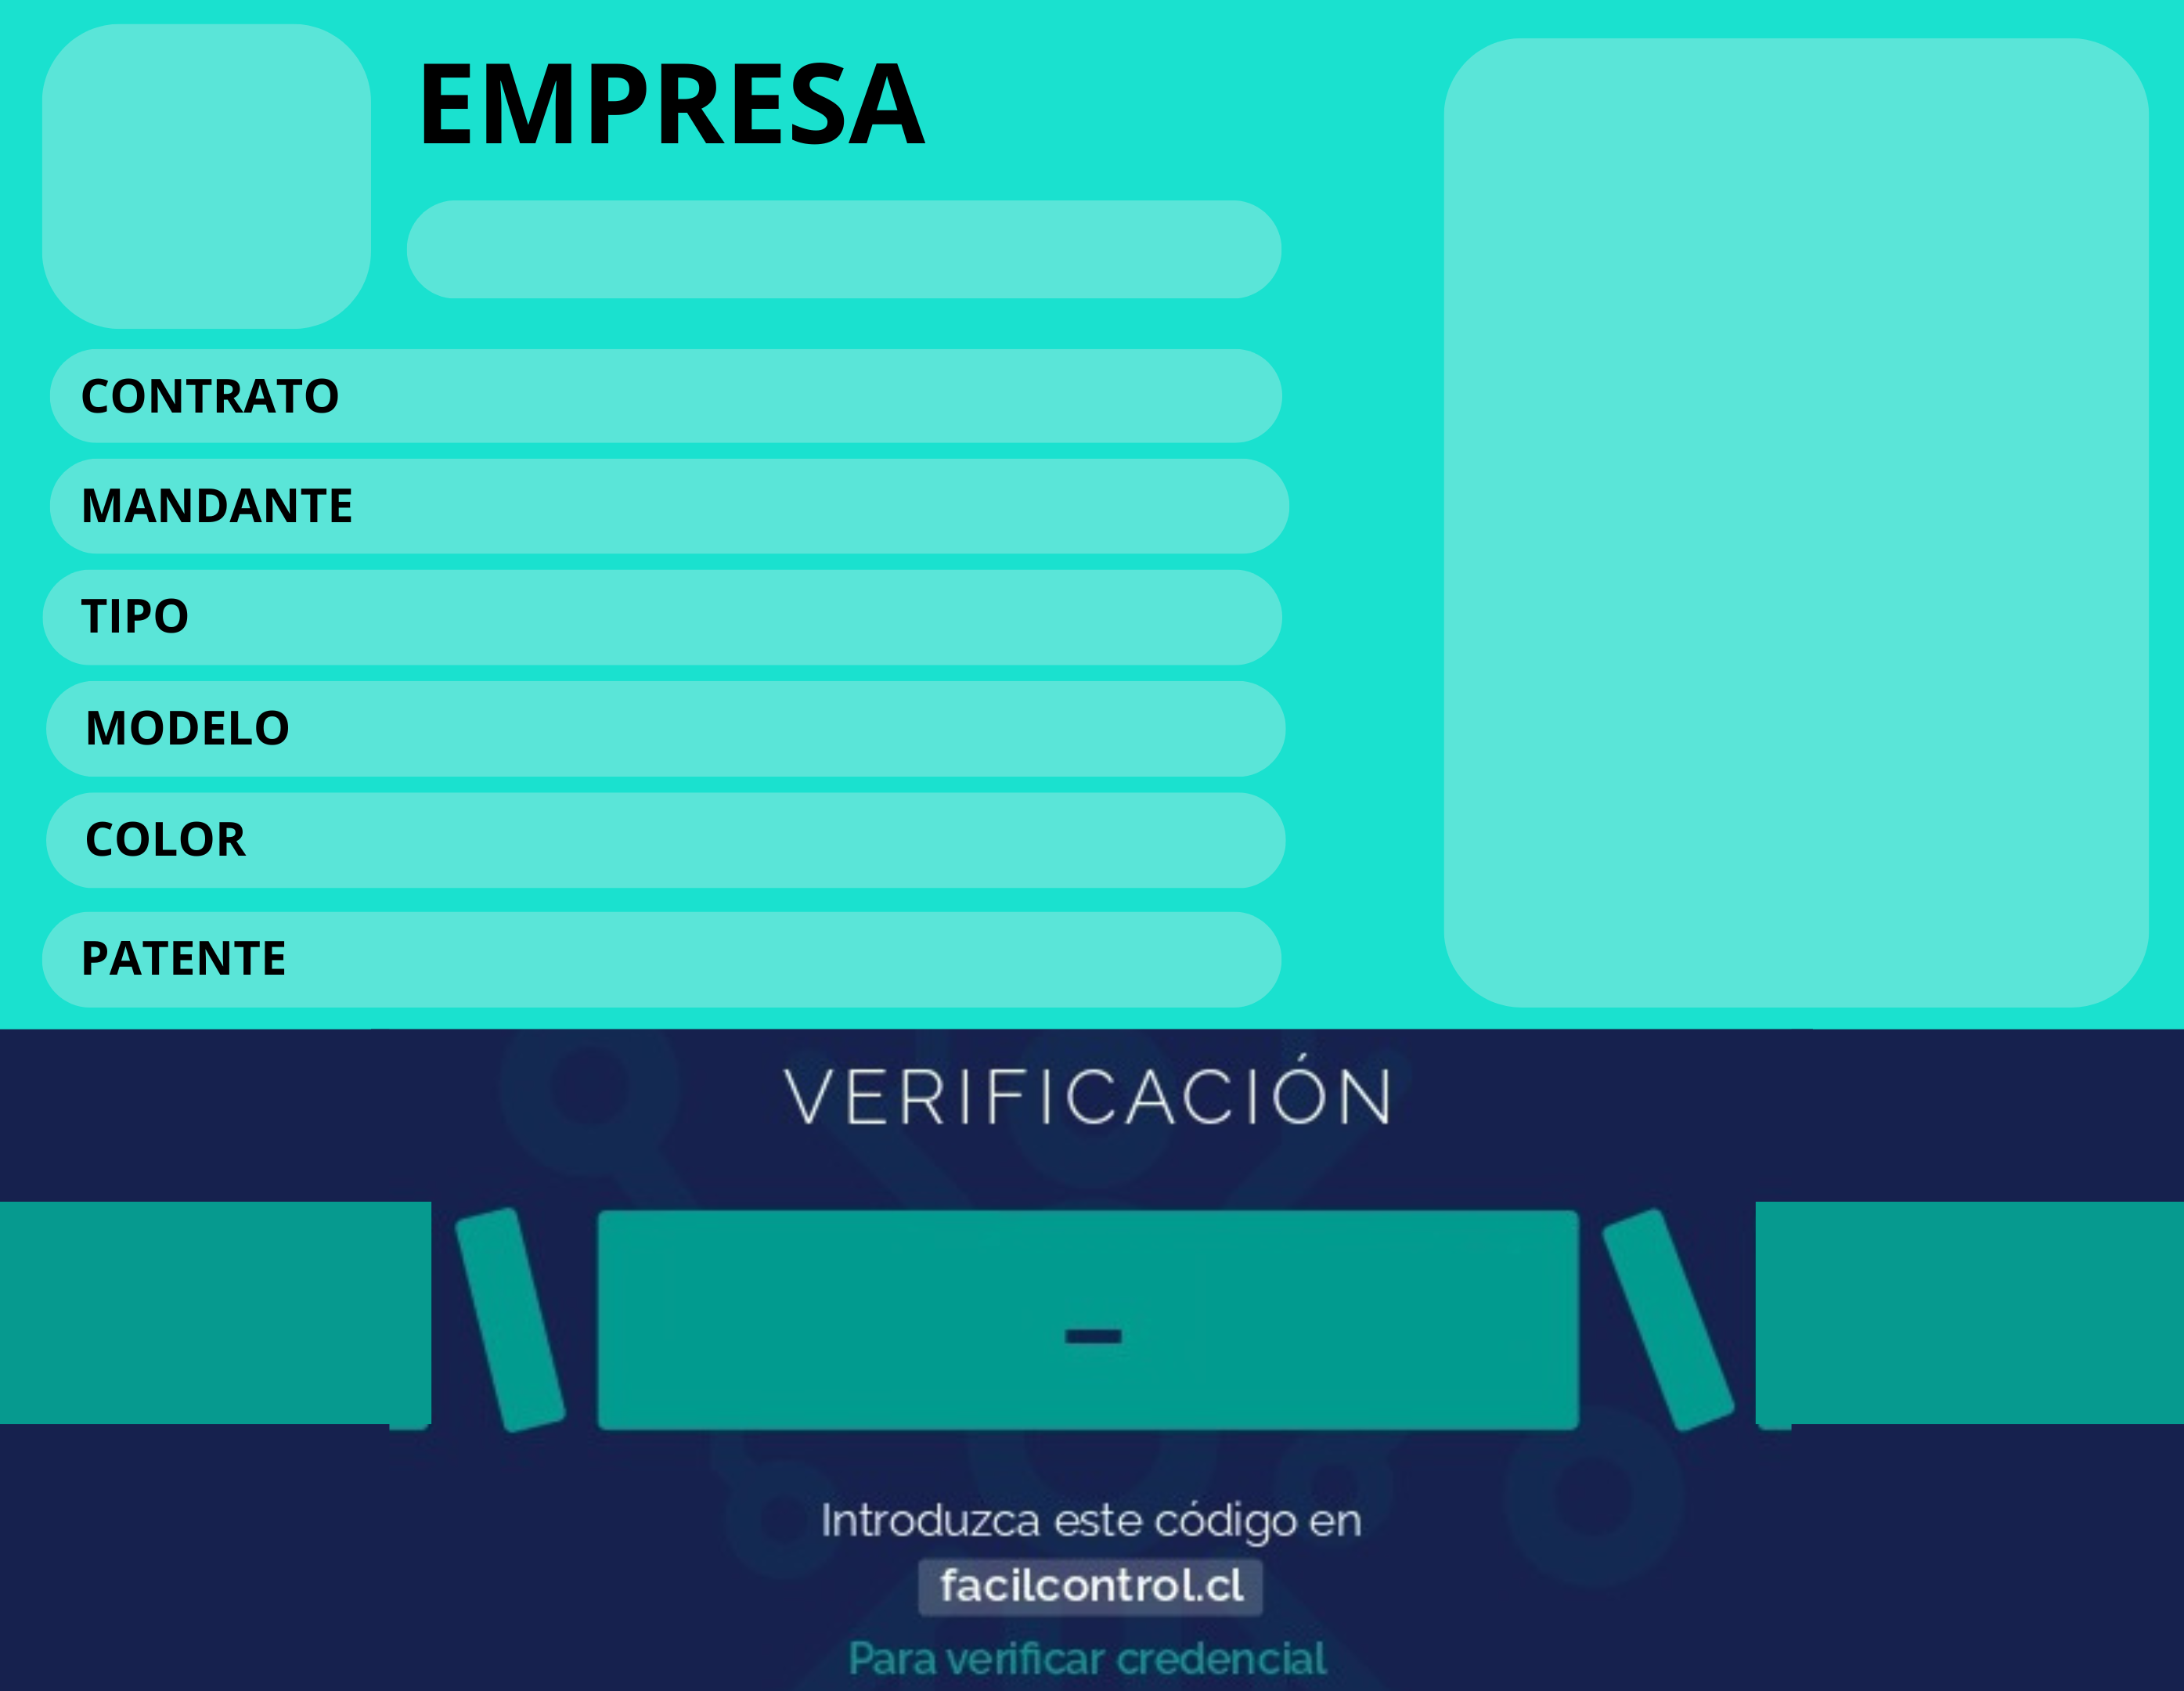 EMPRESA
CONTRATO
MANDANTE
TIPO
MODELO
COLOR
PATENTE
VERIFICACIÓN
-
Introduzca este código en
facilcontrol.cl
Para verificar credencial